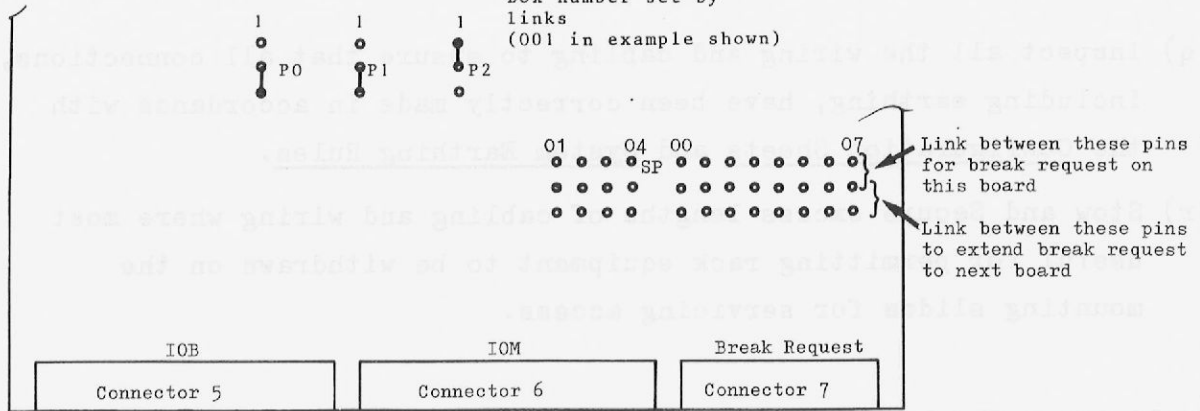 Box number set by
links
(001 in example shown)
1 1 1
P0 P1 P2
01 04 00 07
SP
Link between these pins
for break request on
this board
Link between these pins
to extend break request
to next board
IOB IOM Break Request
Connector 5 Connector 6 Connector 7